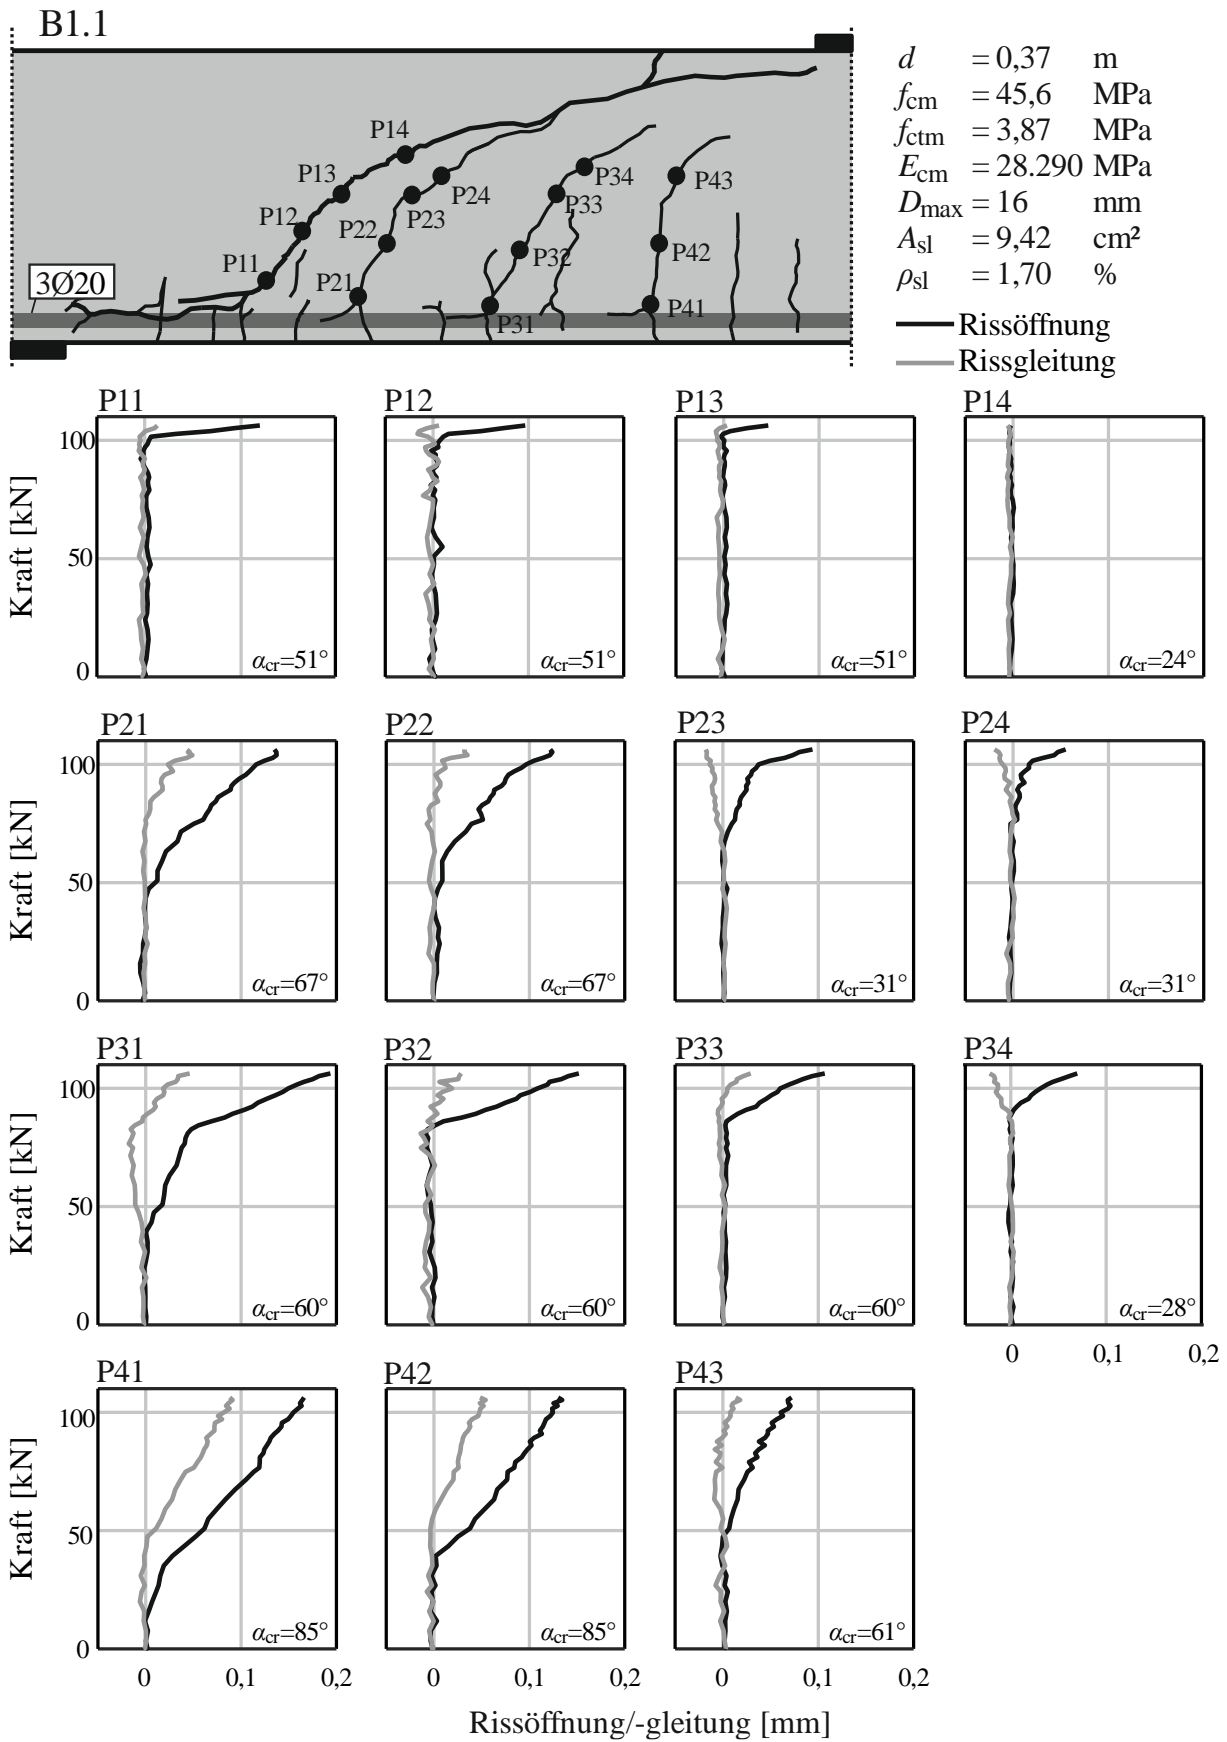 B1.1
d = 0,37 m
fcm = 45,6 MPa
fctm = 3,87 MPa
Ecm = 28.290 MPa
Dmax = 16 mm
Asl = 9,42 cm²
ρsl = 1,70 %
Rissöffnung
Rissgleitung
P14
P13
P24
P34
P43
P12
P23
P33
P22
P32
P42
P11
P21
3Ø20
P31
P41
P11 P12 P13 P14
Kraft [kN]
100
50
0
αcr=51° αcr=51° αcr=51° αcr=24°
P21 P22 P23 P24
Kraft [kN]
100
50
0
αcr=67° αcr=67° αcr=31° αcr=31°
P31 P32 P33 P34
Kraft [kN]
100
50
0
αcr=60° αcr=60° αcr=60° αcr=28°
0 0,1 0,2
P41 P42 P43
Kraft [kN]
100
50
0
αcr=85° αcr=85° αcr=61°
0 0,1 0,2 0 0,1 0,2 0 0,1 0,2
Rissöffnung/-gleitung [mm]